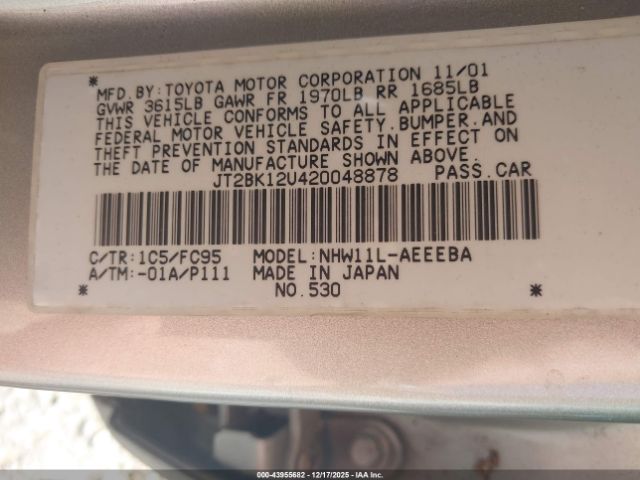 * MFD.BY:TOYOTA MOTOR CORPORATION 11/01
GVWR 3615LB GAWR FR 1970LB RR 1685LB
THIS VEHICLE CONFORMS TO ALL APPLICABLE
FEDERAL MOTOR VEHICLE SAFETY.BUMPER.AND
THEFT PREVENTION STANDARDS IN EFFECT ON
THE DATE OF MANUFACTURE SHOWN ABOVE.
JT2BK12U420048878 PASS.CAR
C/TR:1C5/FC95 MODEL:NHW11L-AEEEBA
A/TM:-01A/P111 MADE IN JAPAN
* NO.530 *
000-43955682 - 12/17/2025 - IAA Inc.